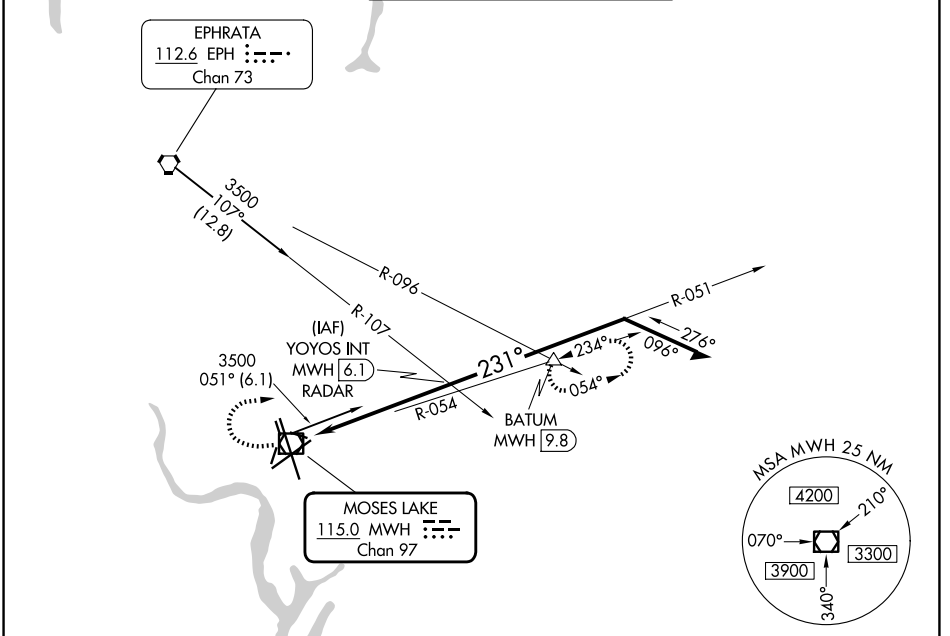 EPHRATA
112.6 EPH
Chan 73
3500
107°
(12.8)
R-096
R-107
R-051
(IAF)
YOYOS INT
MWH 6.1
RADAR
231°
234°
276°
096°
054°
3500
051° (6.1)
R-054
BATUM
MWH 9.8
MOSES LAKE
115.0 MWH
Chan 97
MSA MWH 25 NM
4200
210°
070°
3300
3900
340°